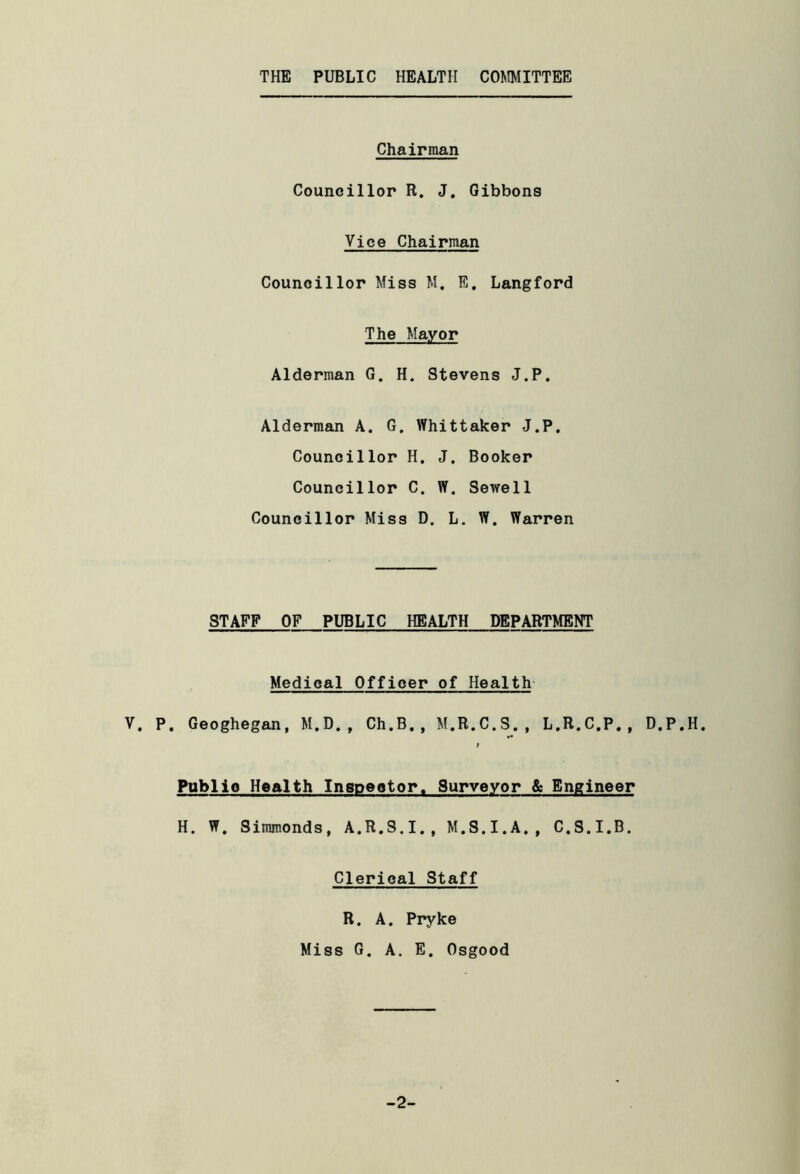 THE PUBLIC HEALTH COMMITTEE
Chairman
Councillor R. J. Gibbons
Vice Chairman
Councillor Miss M. E. Langford
The Mayor
Alderman G. H. Stevens J.P.
Alderman A. G. Whittaker J.P.
Councillor H. J. Booker
Councillor C. W. Sewell
Councillor Miss D. L. W. Warren
STAFF OF PUBLIC HEALTH DEPARTMENT
Medical Officer of Health
V. P. Geoghegan, M.D., Ch.B., M.R.C.S., L.R.C.P., D.P.H.
Public Health Inspector, Surveyor & Engineer
H. W. Simmonds, A.R.S.I., M.S.I.A., C.S.I.B.
Clerical Staff
R. A. Pryke
Miss G. A. E. Osgood
-2-